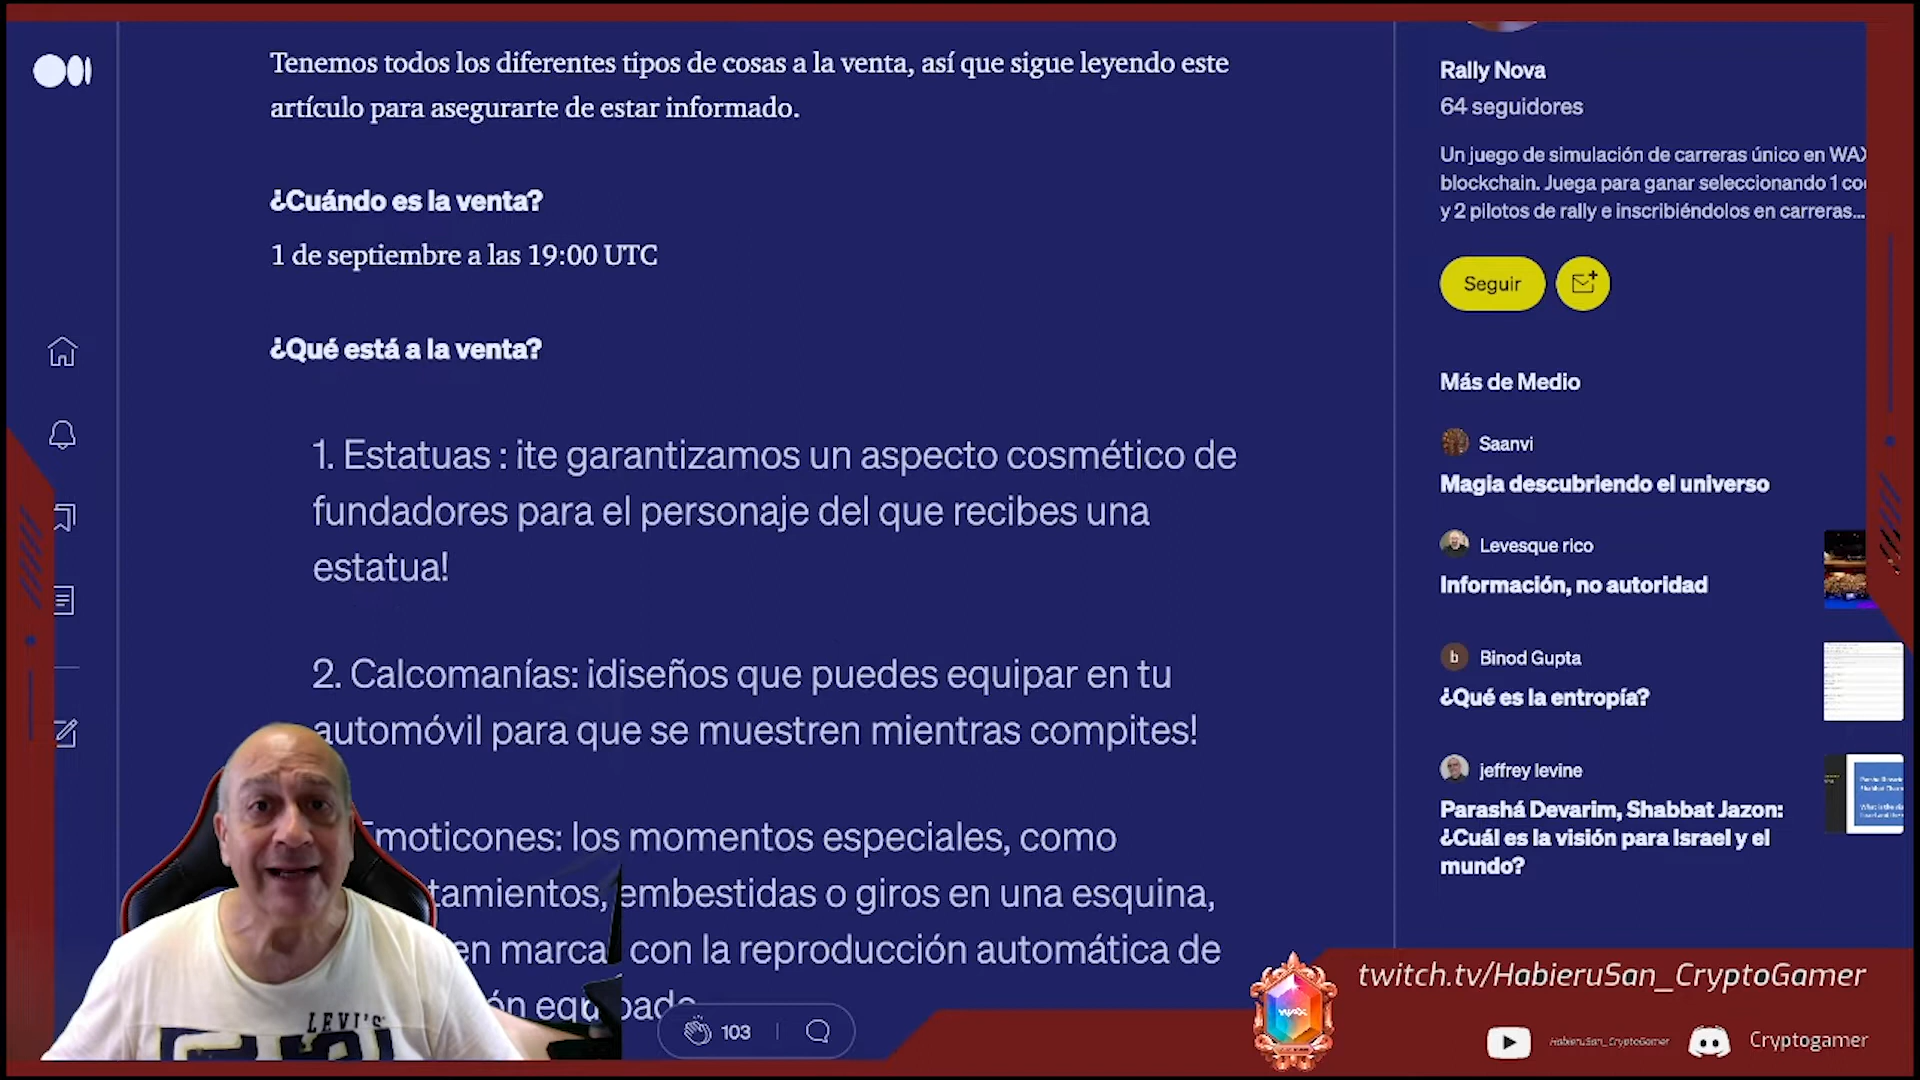 Tenemos todos los diferentes tipos de cosas a la venta, así que sigue leyendo este
artículo para asegurarte de estar informado.
¿Cuándo es la venta?
1 de septiembre a las 19:00 UTC
¿Qué está a la venta?
1. Estatuas : ¡te garantizamos un aspecto cosmético de
fundadores para el personaje del que recibes una
estatua!
2. Calcomanías: ¡diseños que puedes equipar en tu
automóvil para que se muestren mientras compites!
Emoticones: los momentos especiales, como
tamientos, embestidas o giros en una esquina,
en marca con la reproducción automática de
ón equipado
103
Rally Nova
64 seguidores
Un juego de simulación de carreras único en WAX
blockchain. Juega para ganar seleccionando 1 co
y 2 pilotos de rally e inscribiéndolos en carreras...
Seguir
Más de Medio
Saanvi
Magia descubriendo el universo
Levesque rico
Información, no autoridad
b Binod Gupta
¿Qué es la entropía?
jeffrey levine
Parashá Devarim, Shabbat Jazon:
¿Cuál es la visión para Israel y el
mundo?
twitch.tv/HabieruSan_CryptoGamer
WAX
HabieruSan_CryptoGamer
Cryptogamer
LEVI'S